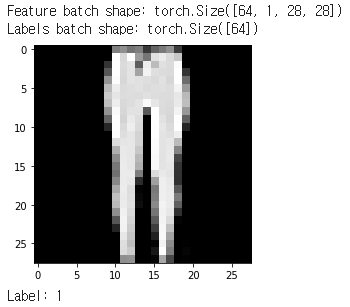 Feature batch shape: torch.Size([64, 1, 28, 28])
Labels batch shape: torch.Size([64])
0
5
10
15
20
25
0 5 10 15 20 25
Label: 1